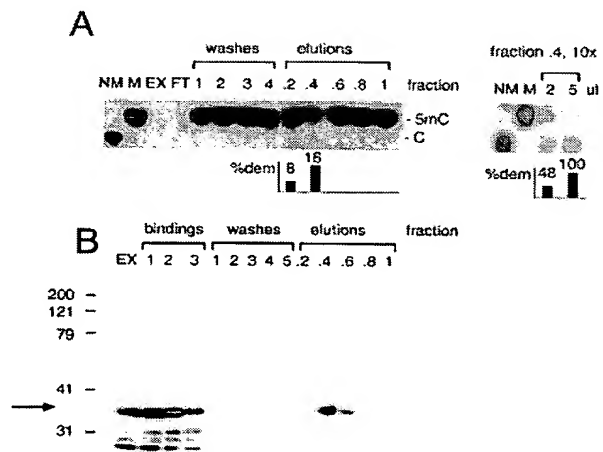 A
washes elutions
NM M EX FT 1 2 3 4 .2 .4 .6 .8 1 fraction
- 5mC
- C
%dem 8 18
fraction .4, 10x
NM M 2 5 ul
%dem 48 100
B
bindings washes elutions fraction
EX 1 2 3 1 2 3 4 5 .2 .4 .6 .8 1
200 –
121 –
79 –
41 –
31 –